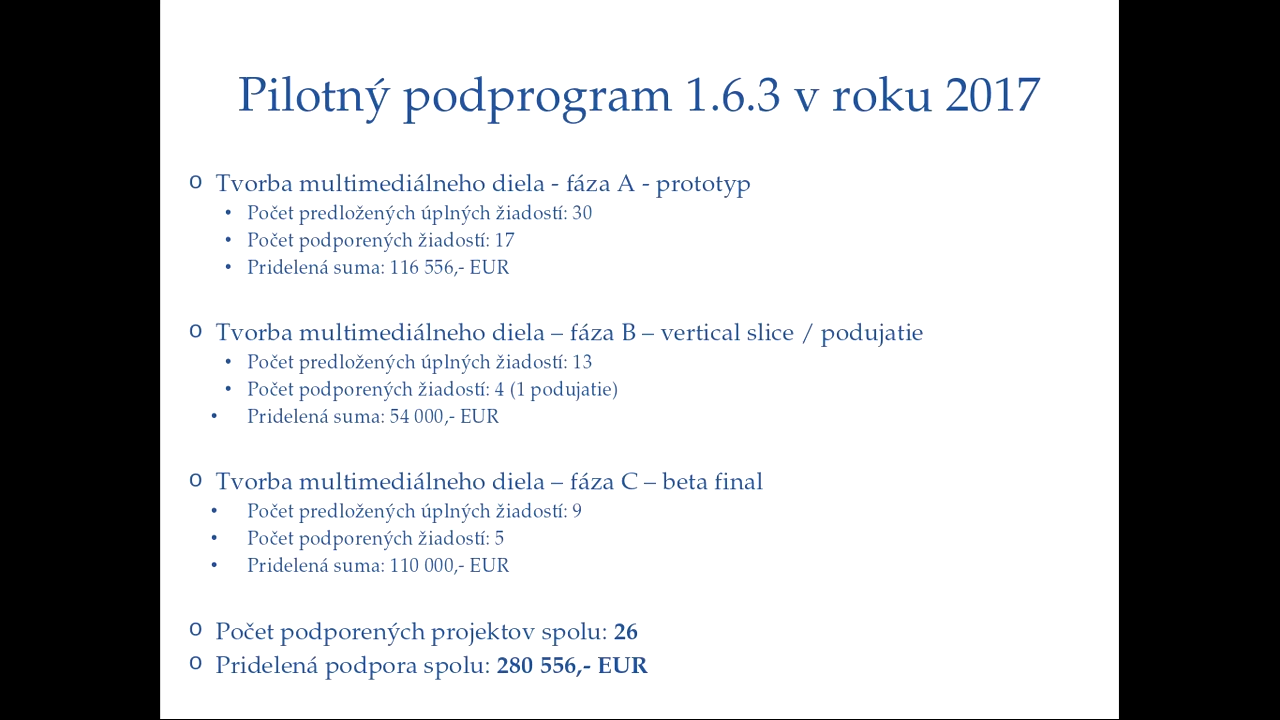 Pilotný podprogram 1.6.3 v roku 2017
o Tvorba multimediálneho diela - fáza A - prototyp
• Počet predložených úplných žiadostí: 30
• Počet podporených žiadostí: 17
• Pridelená suma: 116 556,- EUR
o Tvorba multimediálneho diela – fáza B – vertical slice / podujatie
• Počet predložených úplných žiadostí: 13
• Počet podporených žiadostí: 4 (1 podujatie)
• Pridelená suma: 54 000,- EUR
o Tvorba multimediálneho diela – fáza C – beta final
• Počet predložených úplných žiadostí: 9
• Počet podporených žiadostí: 5
• Pridelená suma: 110 000,- EUR
o Počet podporených projektov spolu: 26
o Pridelená podpora spolu: 280 556,- EUR